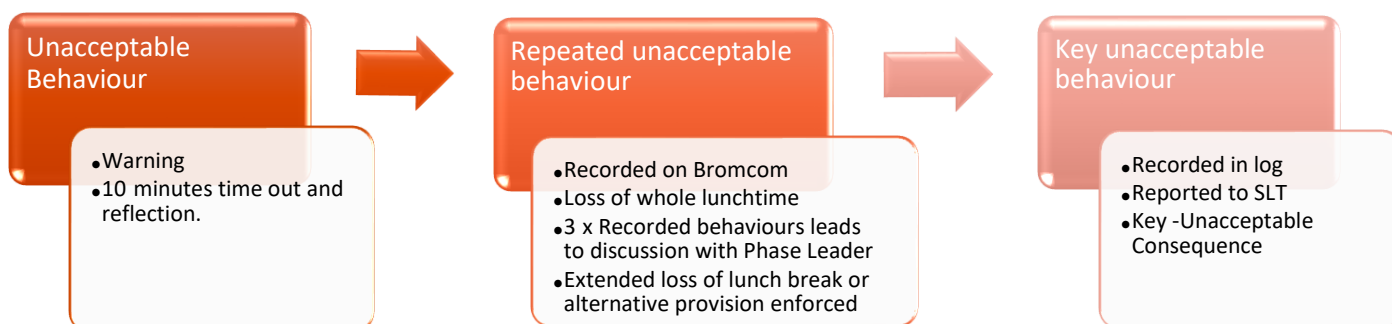 Unacceptable
Behaviour
•Warning
•10 minutes time out and
reflection.
Repeated unacceptable
behaviour
•Recorded on Bromcom
•Loss of whole lunchtime
•3 x Recorded behaviours leads
to discussion with Phase Leader
•Extended loss of lunch break or
alternative provision enforced
Key unacceptable
behaviour
•Recorded in log
•Reported to SLT
•Key -Unacceptable
Consequence